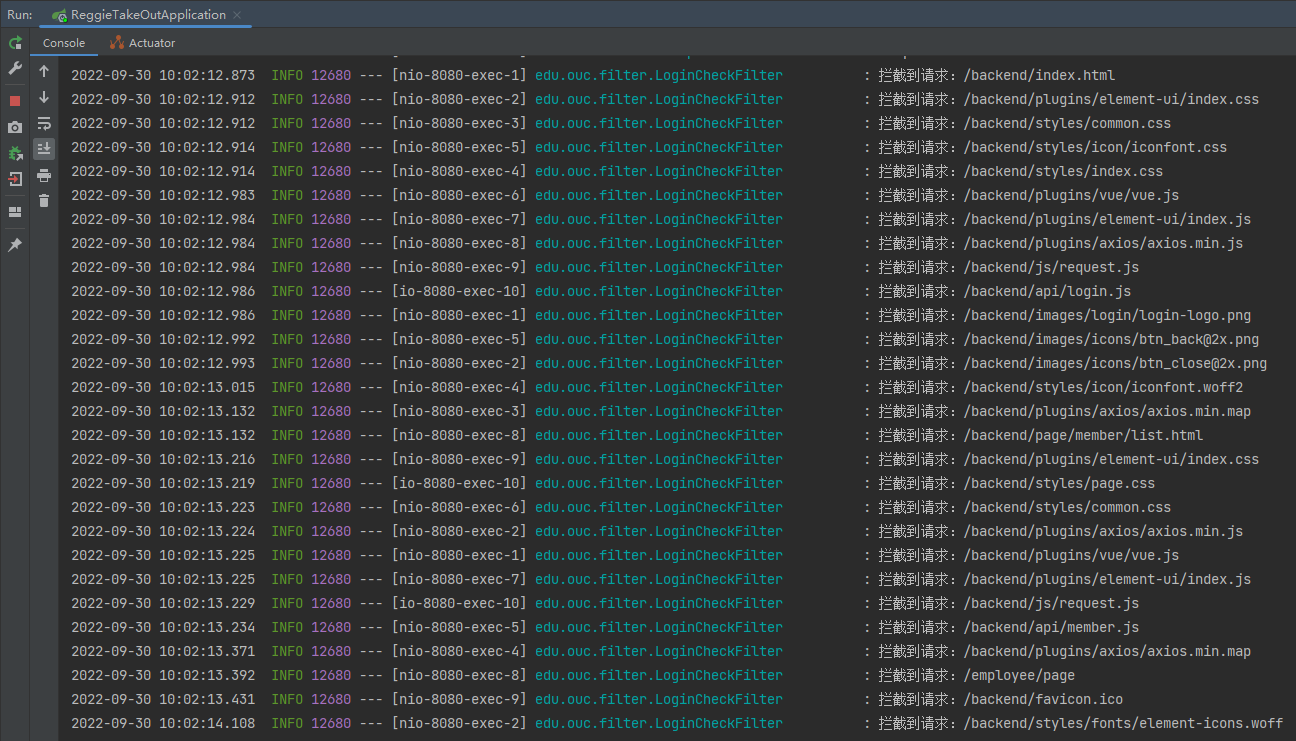 Run: ReggieTakeOutApplication
Console Actuator
2022-09-30 10:02:12.873 INFO 12680 --- [nio-8080-exec-1] edu.ouc.filter.LoginCheckFilter : 拦截到请求：/backend/index.html
2022-09-30 10:02:12.912 INFO 12680 --- [nio-8080-exec-2] edu.ouc.filter.LoginCheckFilter : 拦截到请求：/backend/plugins/element-ui/index.css
2022-09-30 10:02:12.912 INFO 12680 --- [nio-8080-exec-3] edu.ouc.filter.LoginCheckFilter : 拦截到请求：/backend/styles/common.css
2022-09-30 10:02:12.914 INFO 12680 --- [nio-8080-exec-5] edu.ouc.filter.LoginCheckFilter : 拦截到请求：/backend/styles/icon/iconfont.css
2022-09-30 10:02:12.914 INFO 12680 --- [nio-8080-exec-4] edu.ouc.filter.LoginCheckFilter : 拦截到请求：/backend/styles/index.css
2022-09-30 10:02:12.983 INFO 12680 --- [nio-8080-exec-6] edu.ouc.filter.LoginCheckFilter : 拦截到请求：/backend/plugins/vue/vue.js
2022-09-30 10:02:12.984 INFO 12680 --- [nio-8080-exec-7] edu.ouc.filter.LoginCheckFilter : 拦截到请求：/backend/plugins/element-ui/index.js
2022-09-30 10:02:12.984 INFO 12680 --- [nio-8080-exec-8] edu.ouc.filter.LoginCheckFilter : 拦截到请求：/backend/plugins/axios/axios.min.js
2022-09-30 10:02:12.984 INFO 12680 --- [nio-8080-exec-9] edu.ouc.filter.LoginCheckFilter : 拦截到请求：/backend/js/request.js
2022-09-30 10:02:12.986 INFO 12680 --- [io-8080-exec-10] edu.ouc.filter.LoginCheckFilter : 拦截到请求：/backend/api/login.js
2022-09-30 10:02:12.986 INFO 12680 --- [nio-8080-exec-1] edu.ouc.filter.LoginCheckFilter : 拦截到请求：/backend/images/login/login-logo.png
2022-09-30 10:02:12.992 INFO 12680 --- [nio-8080-exec-5] edu.ouc.filter.LoginCheckFilter : 拦截到请求：/backend/images/icons/btn_back@2x.png
2022-09-30 10:02:12.993 INFO 12680 --- [nio-8080-exec-2] edu.ouc.filter.LoginCheckFilter : 拦截到请求：/backend/images/icons/btn_close@2x.png
2022-09-30 10:02:13.015 INFO 12680 --- [nio-8080-exec-4] edu.ouc.filter.LoginCheckFilter : 拦截到请求：/backend/styles/icon/iconfont.woff2
2022-09-30 10:02:13.132 INFO 12680 --- [nio-8080-exec-3] edu.ouc.filter.LoginCheckFilter : 拦截到请求：/backend/plugins/axios/axios.min.map
2022-09-30 10:02:13.132 INFO 12680 --- [nio-8080-exec-8] edu.ouc.filter.LoginCheckFilter : 拦截到请求：/backend/page/member/list.html
2022-09-30 10:02:13.216 INFO 12680 --- [nio-8080-exec-9] edu.ouc.filter.LoginCheckFilter : 拦截到请求：/backend/plugins/element-ui/index.css
2022-09-30 10:02:13.219 INFO 12680 --- [io-8080-exec-10] edu.ouc.filter.LoginCheckFilter : 拦截到请求：/backend/styles/page.css
2022-09-30 10:02:13.223 INFO 12680 --- [nio-8080-exec-6] edu.ouc.filter.LoginCheckFilter : 拦截到请求：/backend/styles/common.css
2022-09-30 10:02:13.224 INFO 12680 --- [nio-8080-exec-2] edu.ouc.filter.LoginCheckFilter : 拦截到请求：/backend/plugins/axios/axios.min.js
2022-09-30 10:02:13.225 INFO 12680 --- [nio-8080-exec-1] edu.ouc.filter.LoginCheckFilter : 拦截到请求：/backend/plugins/vue/vue.js
2022-09-30 10:02:13.225 INFO 12680 --- [nio-8080-exec-7] edu.ouc.filter.LoginCheckFilter : 拦截到请求：/backend/plugins/element-ui/index.js
2022-09-30 10:02:13.229 INFO 12680 --- [io-8080-exec-10] edu.ouc.filter.LoginCheckFilter : 拦截到请求：/backend/js/request.js
2022-09-30 10:02:13.234 INFO 12680 --- [nio-8080-exec-5] edu.ouc.filter.LoginCheckFilter : 拦截到请求：/backend/api/member.js
2022-09-30 10:02:13.371 INFO 12680 --- [nio-8080-exec-4] edu.ouc.filter.LoginCheckFilter : 拦截到请求：/backend/plugins/axios/axios.min.map
2022-09-30 10:02:13.392 INFO 12680 --- [nio-8080-exec-8] edu.ouc.filter.LoginCheckFilter : 拦截到请求：/employee/page
2022-09-30 10:02:13.431 INFO 12680 --- [nio-8080-exec-9] edu.ouc.filter.LoginCheckFilter : 拦截到请求：/backend/favicon.ico
2022-09-30 10:02:14.108 INFO 12680 --- [nio-8080-exec-2] edu.ouc.filter.LoginCheckFilter : 拦截到请求：/backend/styles/fonts/element-icons.woff